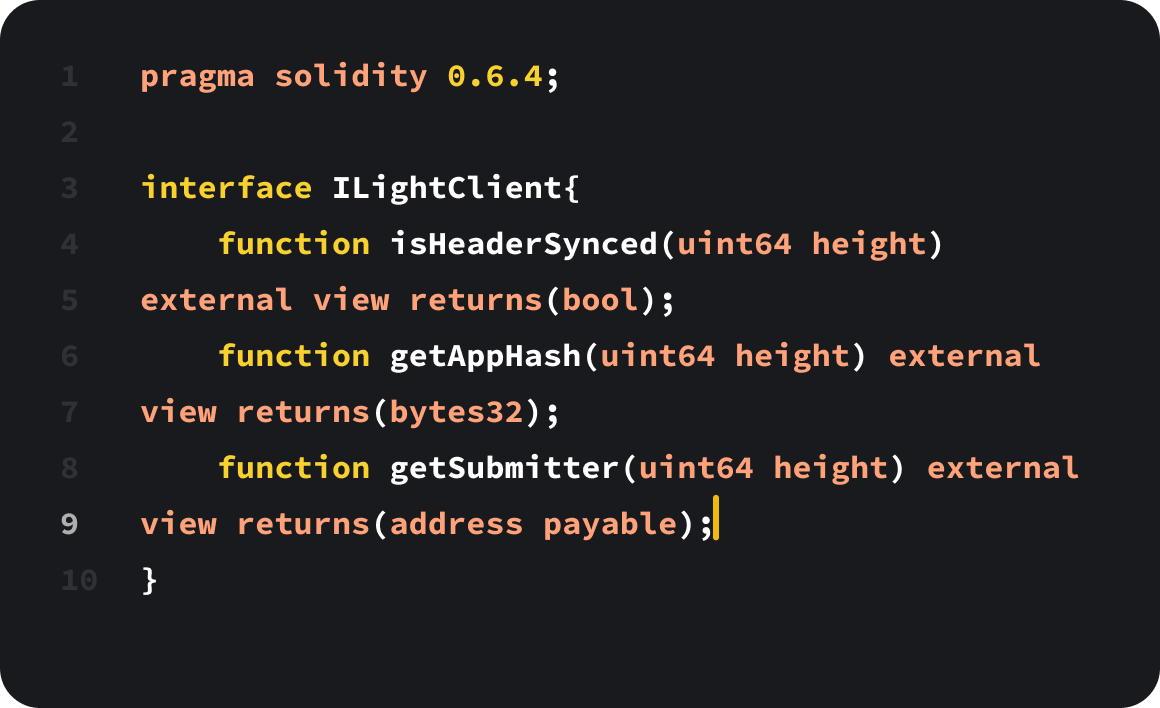 1 pragma solidity 0.6.4;
2
3 interface ILightClient{
4     function isHeaderSynced(uint64 height)
5 external view returns(bool);
6     function getAppHash(uint64 height) external
7 view returns(bytes32);
8     function getSubmitter(uint64 height) external
9 view returns(address payable);
10 }